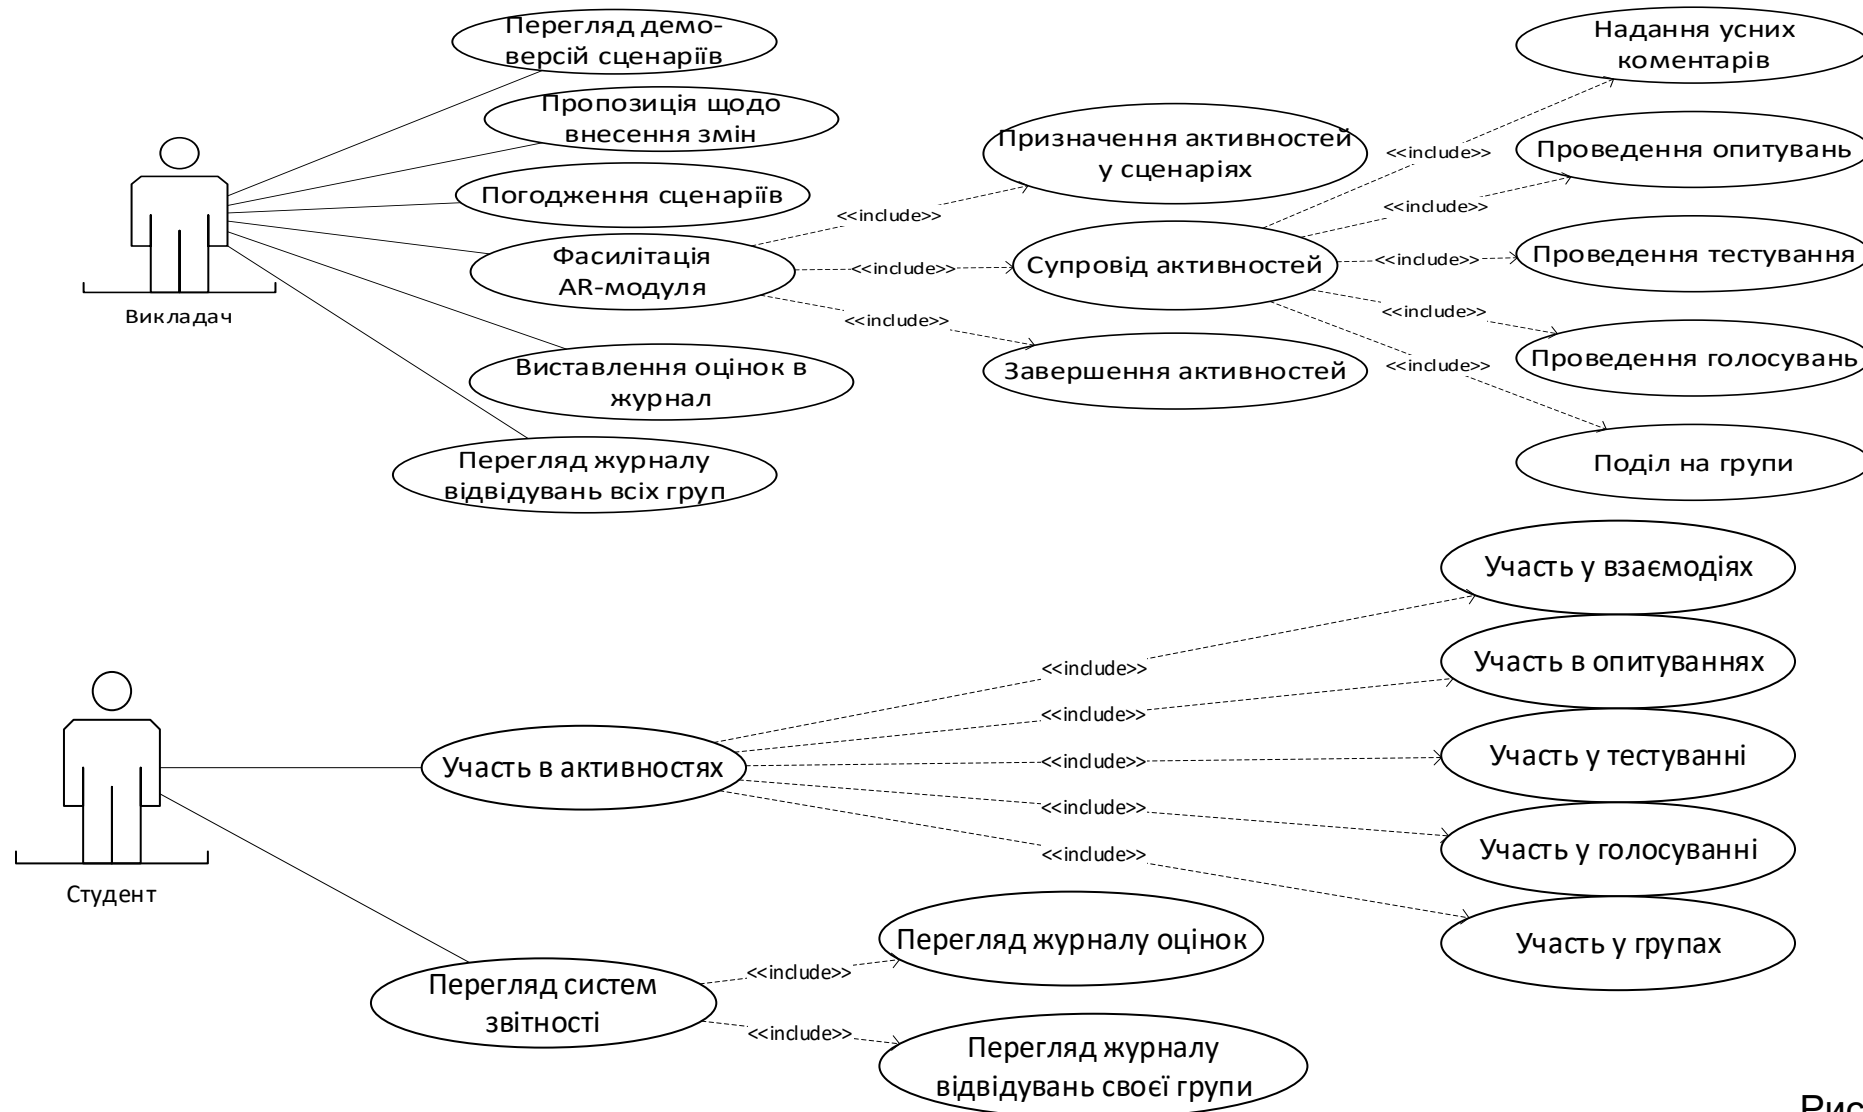 Перегляд демо-
версій сценаріїв
Пропозиція щодо
внесення змін
Погодження сценаріїв
Фасилітація
AR-модуля
Виставлення оцінок в
журнал
Перегляд журналу
відвідувань всіх груп
Викладач
<<include>>
<<include>>
<<include>>
Призначення активностей
у сценаріях
Супровід активностей
Завершення активностей
<<include>>
<<include>>
<<include>>
<<include>>
<<include>>
Надання усних
коментарів
Проведення опитувань
Проведення тестування
Проведення голосувань
Поділ на групи
Студент
Участь в активностях
<<include>>
<<include>>
<<include>>
<<include>>
<<include>>
Участь у взаємодіях
Участь в опитуваннях
Участь у тестуванні
Участь у голосуванні
Участь у групах
Перегляд систем
звітності
<<include>>
<<include>>
Перегляд журналу оцінок
Перегляд журналу
відвідувань своєї групи
Рис